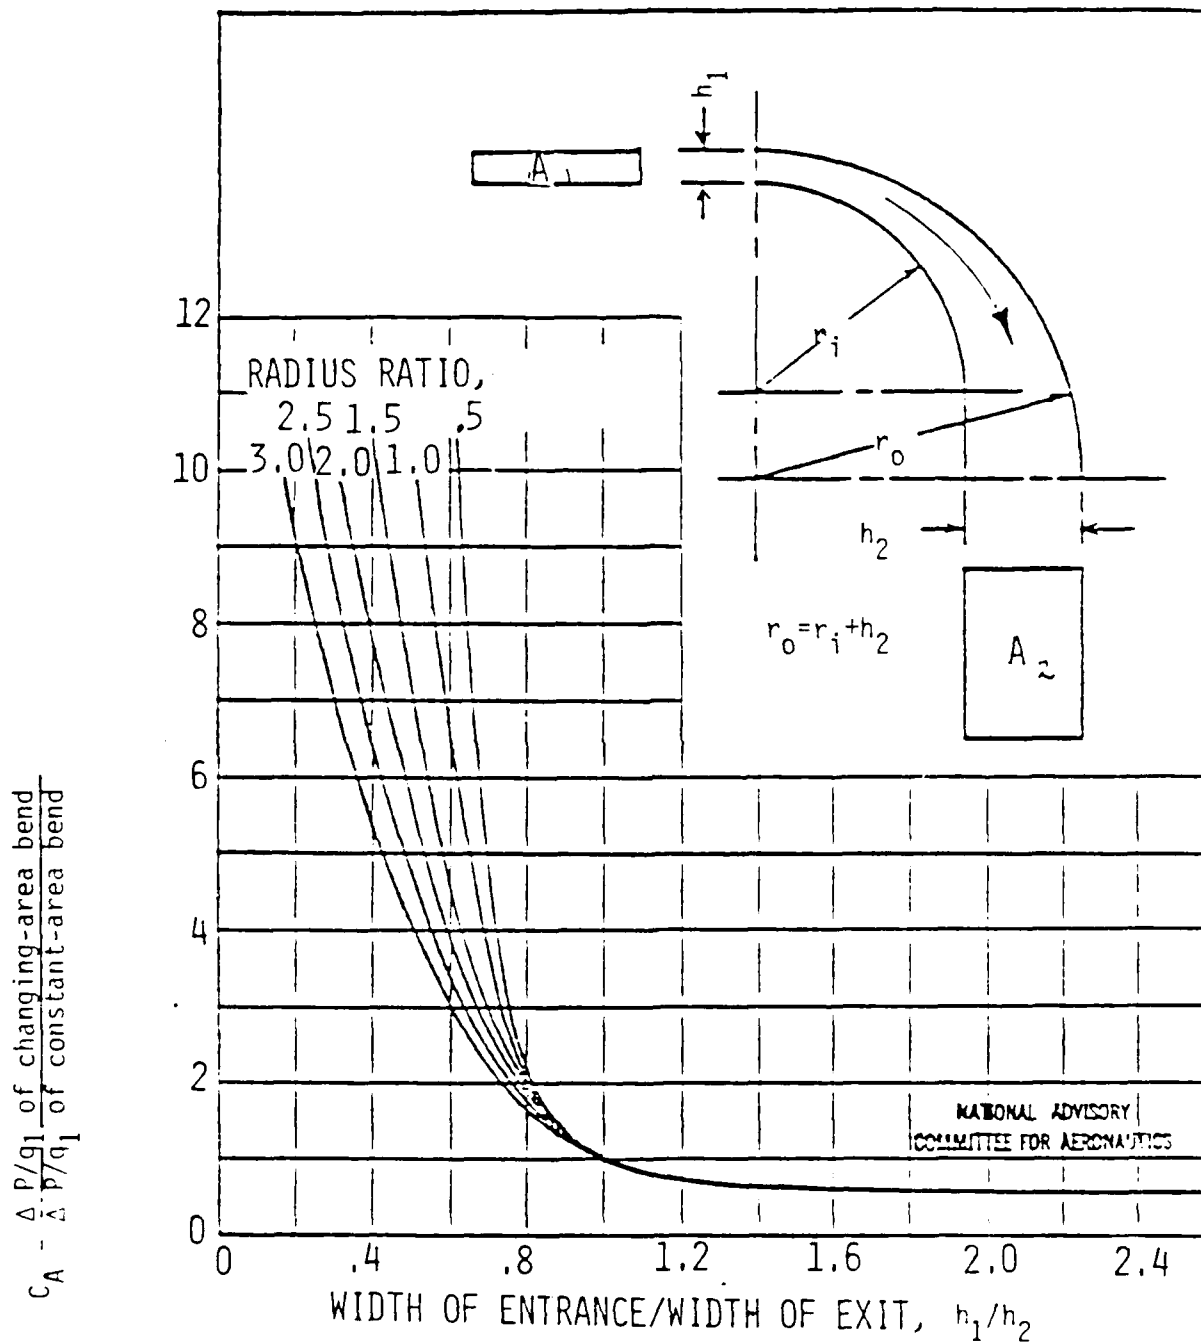 h1
A1
ri
ro
h2
ro=ri+h2
A2
RADIUS RATIO,
2.5 1.5 .5
3.0 2.0 1.0
12
10
8
6
4
2
0
0 .4 .8 1.2 1.6 2.0 2.4
NATIONAL ADVISORY
COMMITTEE FOR AERONAUTICS
WIDTH OF ENTRANCE/WIDTH OF EXIT, h1/h2
CA - Δ P/q1 of changing-area bend
Δ P/q1 of constant-area bend